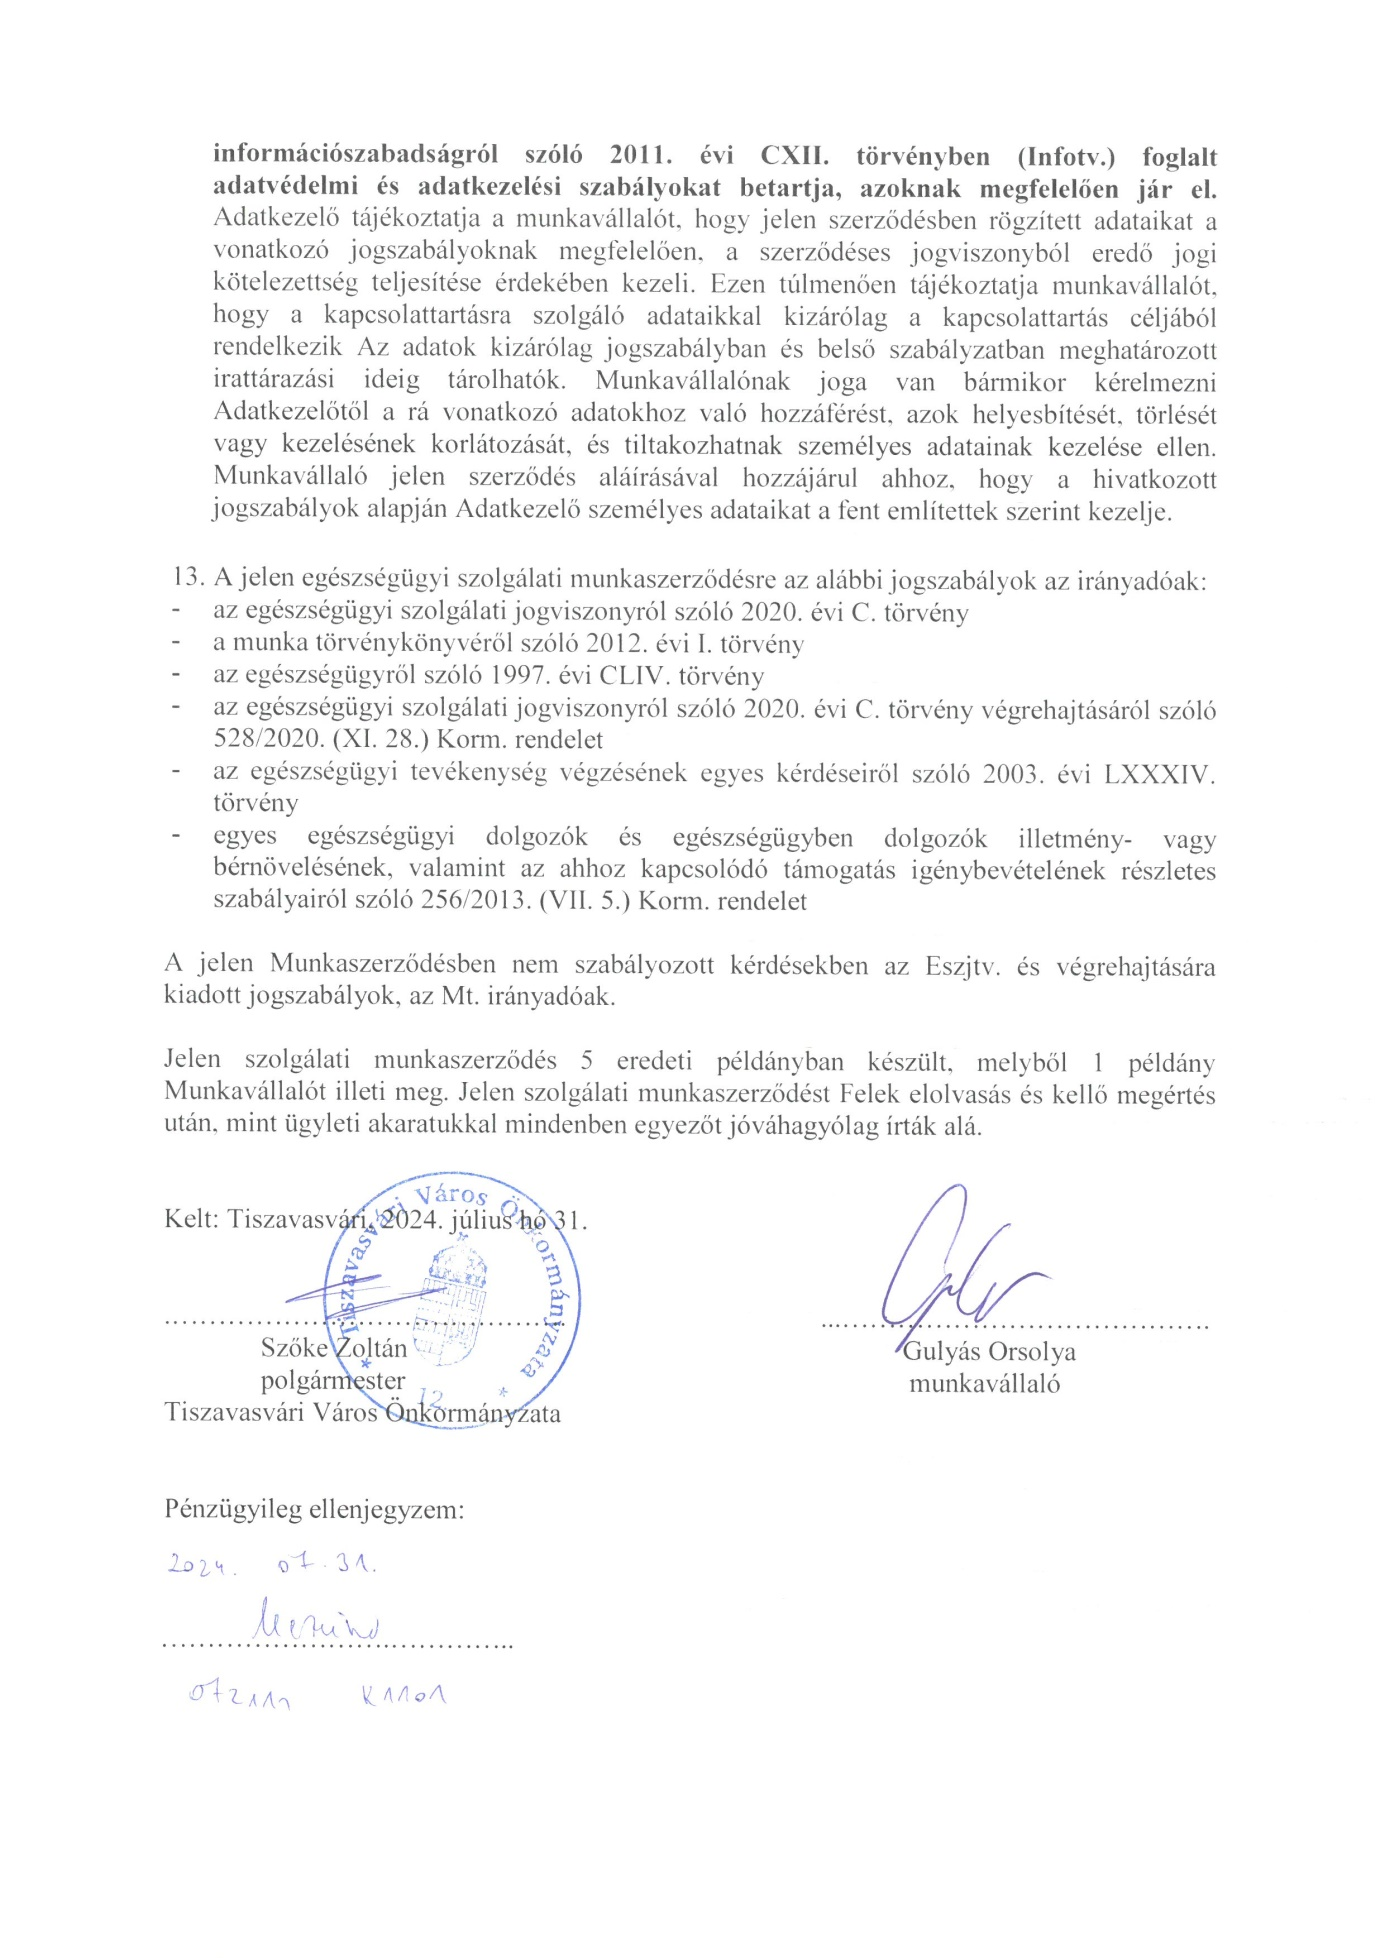 információszabadságról szóló 2011. évi CXII. törvényben (Infotv.) foglalt
adatvédelmi és adatkezelési szabályokat betartja, azoknak megfelelően jár el.
Adatkezelő tájékoztatja a munkavállalót, hogy jelen szerződésben rögzített adataikat a
vonatkozó jogszabályoknak megfelelően, a szerződéses jogviszonyból eredő jogi
kötelezettség teljesítése érdekében kezeli. Ezen túlmenően tájékoztatja munkavállalót,
hogy a kapcsolattartásra szolgáló adataikkal kizárólag a kapcsolattartás céljából
rendelkezik Az adatok kizárólag jogszabályban és belső szabályzatban meghatározott
irattárazási ideig tárolhatók. Munkavállalónak joga van bármikor kérelmezni
Adatkezelőtől a rá vonatkozó adatokhoz való hozzáférést, azok helyesbítését, törlését
vagy kezelésének korlátozását, és tiltakozhatnak személyes adatainak kezelése ellen.
Munkavállaló jelen szerződés aláírásával hozzájárul ahhoz, hogy a hivatkozott
jogszabályok alapján Adatkezelő személyes adataikat a fent említettek szerint kezelje.
13. A jelen egészségügyi szolgálati munkaszerződésre az alábbi jogszabályok az irányadóak:
- az egészségügyi szolgálati jogviszonyról szóló 2020. évi C. törvény
- a munka törvénykönyvéről szóló 2012. évi I. törvény
- az egészségügyről szóló 1997. évi CLIV. törvény
- az egészségügyi szolgálati jogviszonyról szóló 2020. évi C. törvény végrehajtásáról szóló
528/2020. (XI. 28.) Korm. rendelet
- az egészségügyi tevékenység végzésének egyes kérdéseiről szóló 2003. évi LXXXIV.
törvény
- egyes egészségügyi dolgozók és egészségügyben dolgozók illetmény- vagy
bérnövelésének, valamint az ahhoz kapcsolódó támogatás igénybevételének részletes
szabályairól szóló 256/2013. (VII. 5.) Korm. rendelet
A jelen Munkaszerződésben nem szabályozott kérdésekben az Eszjtv. és végrehajtására
kiadott jogszabályok, az Mt. irányadóak.
Jelen szolgálati munkaszerződés 5 eredeti példányban készült, melyből 1 példány
Munkavállalót illeti meg. Jelen szolgálati munkaszerződést Felek elolvasás és kellő megértés
után, mint ügyleti akaratukkal mindenben egyezőt jóváhagyólag írták alá.
Kelt: Tiszavasvári, 2024. július hó 31.
* Tiszavasvári Város Önkormányzata *
12.
Szőke Zoltán
polgármester
Tiszavasvári Város Önkormányzata
Gulyás Orsolya
munkavállaló
Pénzügyileg ellenjegyzem:
2024. 07.31.
K1101